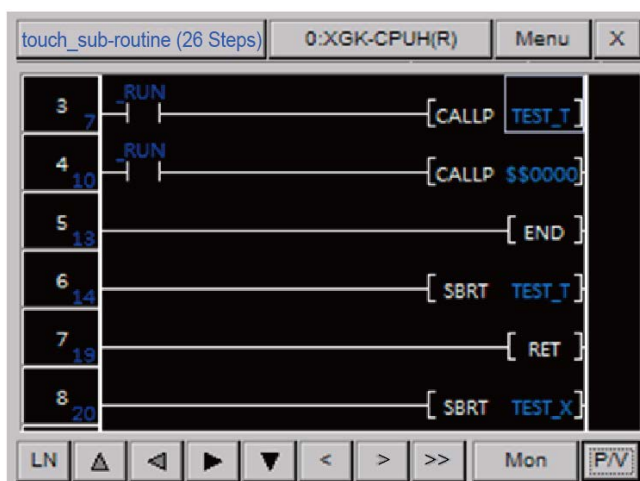 touch_sub-routine (26 Steps) 0:XGK-CPUH(R) Menu X
3 7 _RUN [CALLP TEST_T]
4 10 _RUN [CALLP $$0000]
5 13 [ END ]
6 14 [ SBRT TEST_T]
7 19 [ RET ]
8 20 [ SBRT TEST_X]
LN < > >> Mon P/V